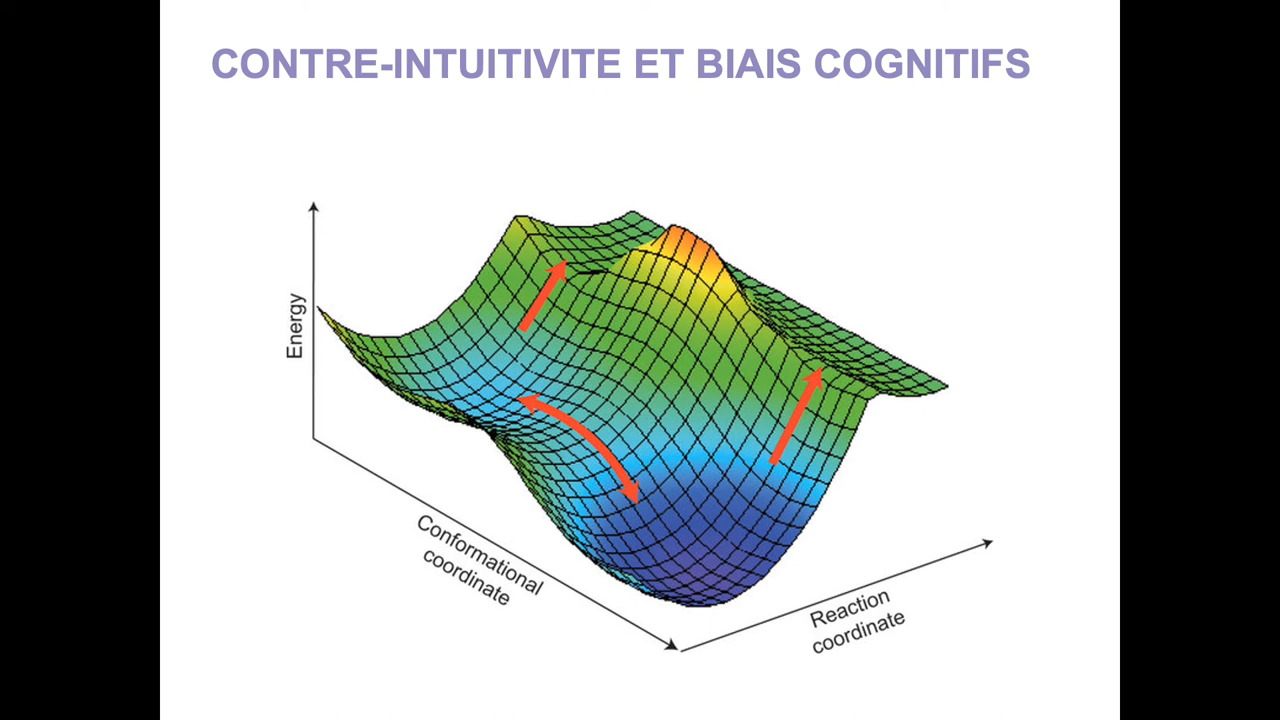 CONTRE-INTUITIVITE ET BIAIS COGNITIFS
Energy
Conformational
coordinate
Reaction
coordinate